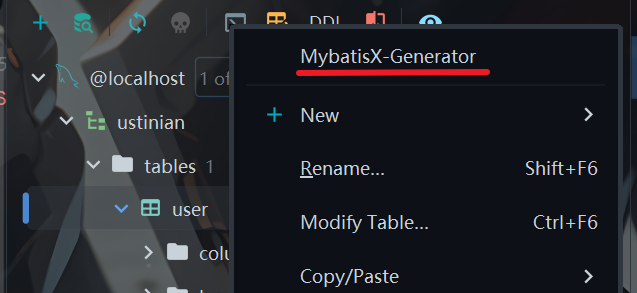 DDL
MybatisX-Generator
@localhost 1 of
New
ustinian
tables 1
Rename... Shift+F6
user
Modify Table... Ctrl+F6
Copy/Paste